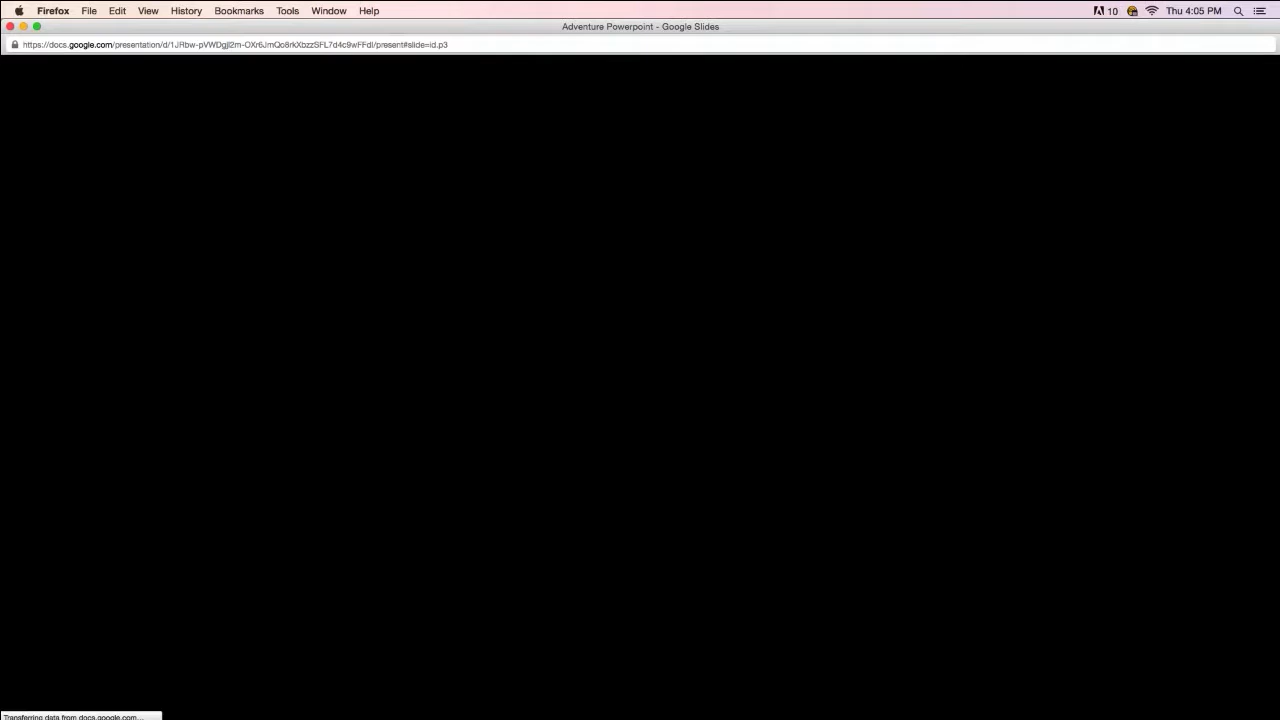 Firefox File Edit View History Bookmarks Tools Window Help 10 Thu 4:05 PM
Adventure Powerpoint - Google Slides
Transferring data from docs.google.com...